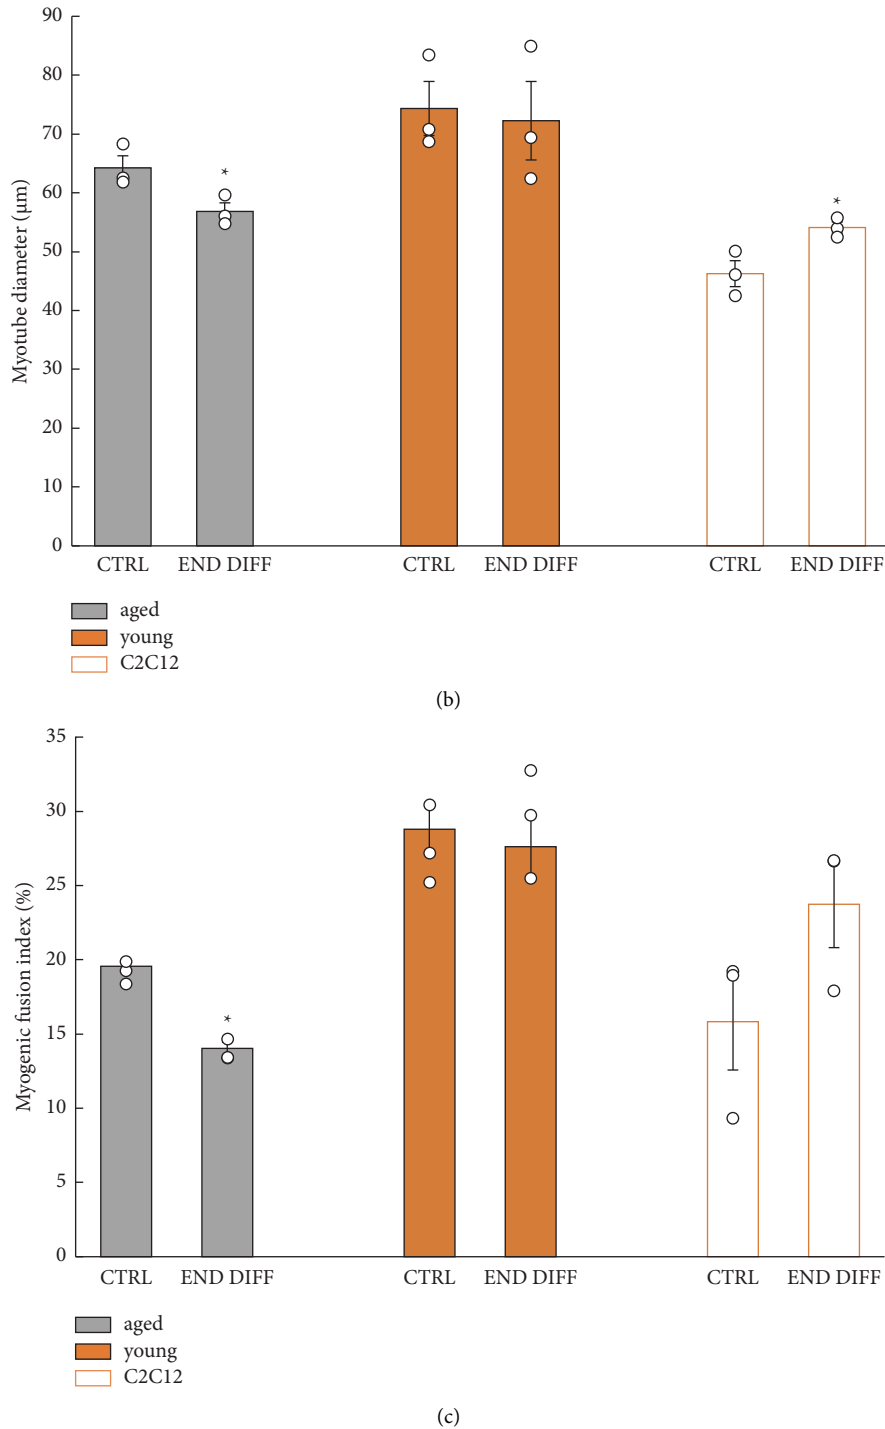 90
80
70
60
50
40
30
20
10
0
Myotube diameter (μm)
*
*
CTRL END DIFF CTRL END DIFF CTRL END DIFF
aged
young
C2C12
(b)
35
30
25
20
15
10
5
0
Myogenic fusion index (%)
*
CTRL END DIFF CTRL END DIFF CTRL END DIFF
aged
young
C2C12
(c)